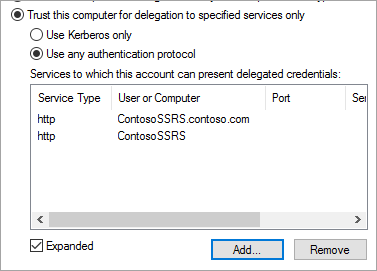 Trust this computer for delegation to specified services only
Use Kerberos only
Use any authentication protocol
Services to which this account can present delegated credentials:
Service Type User or Computer Port Ser
http ContosoSSRS.contoso.com
http ContosoSSRS
Expanded Add... Remove